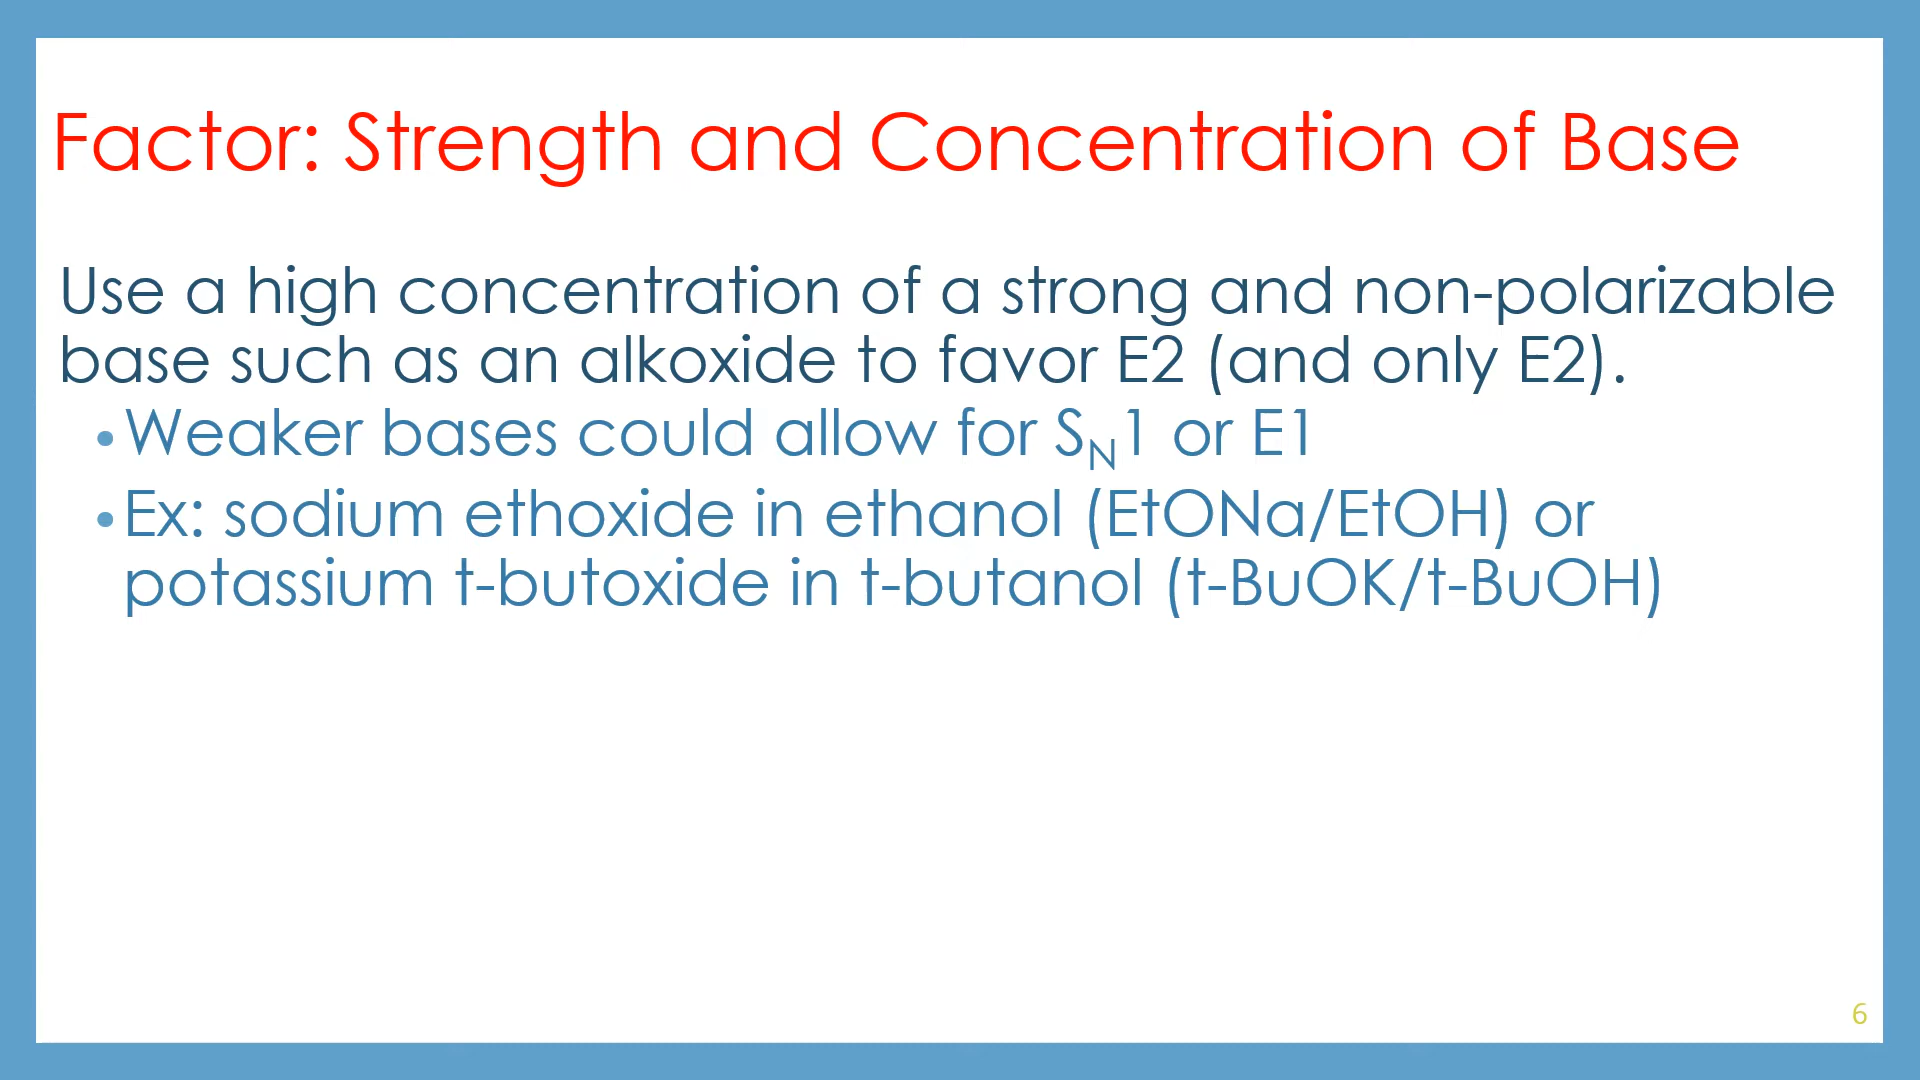 Factor: Strength and Concentration of Base
Use a high concentration of a strong and non-polarizable
base such as an alkoxide to favor E2 (and only E2).
•Weaker bases could allow for SN1 or E1
•Ex: sodium ethoxide in ethanol (EtONa/EtOH) or
potassium t-butoxide in t-butanol (t-BuOK/t-BuOH)
6